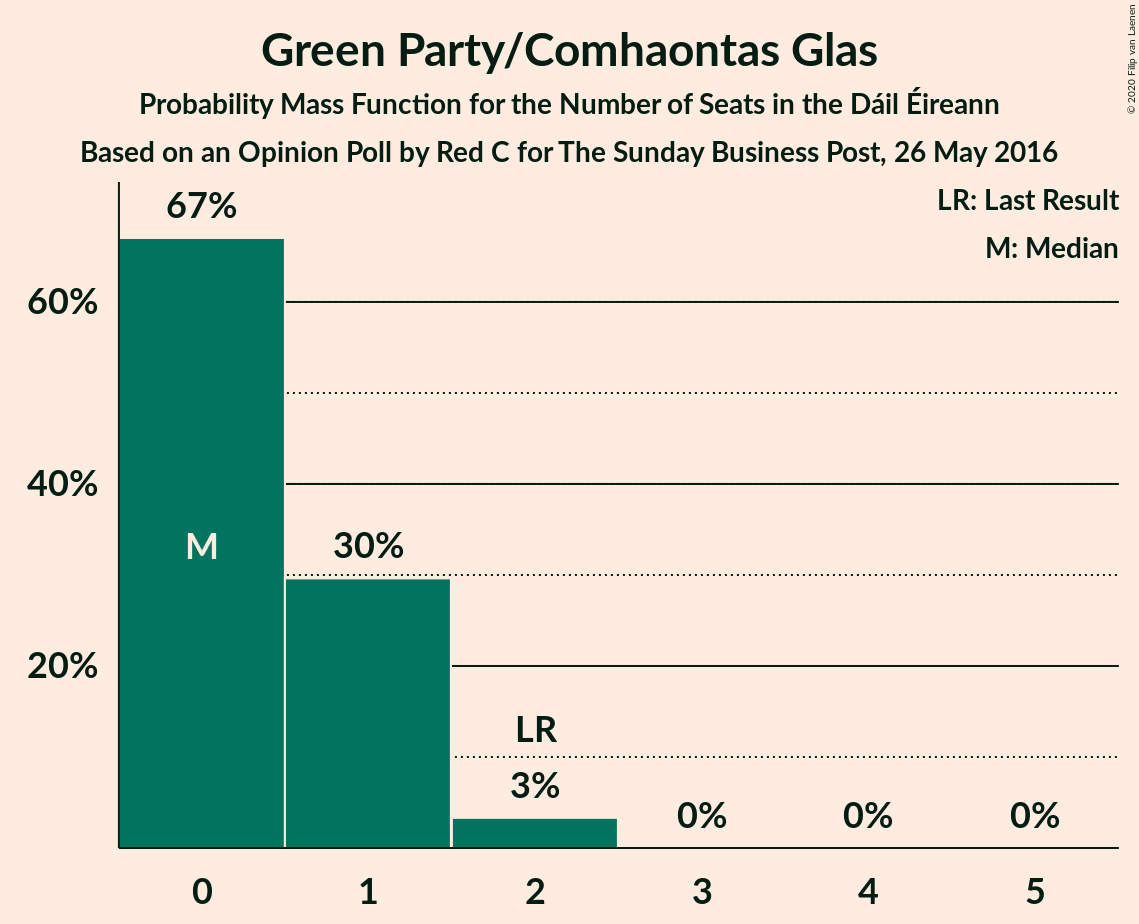 Green Party/Comhaontas Glas
Probability Mass Function for the Number of Seats in the Dáil Éireann
Based on an Opinion Poll by Red C for The Sunday Business Post, 26 May 2016
© 2020 Filip van Laenen
LR: Last Result
M: Median
67%
60%
40%
M
30%
20%
LR
3%
0%
0%
0%
0
1
2
3
4
5